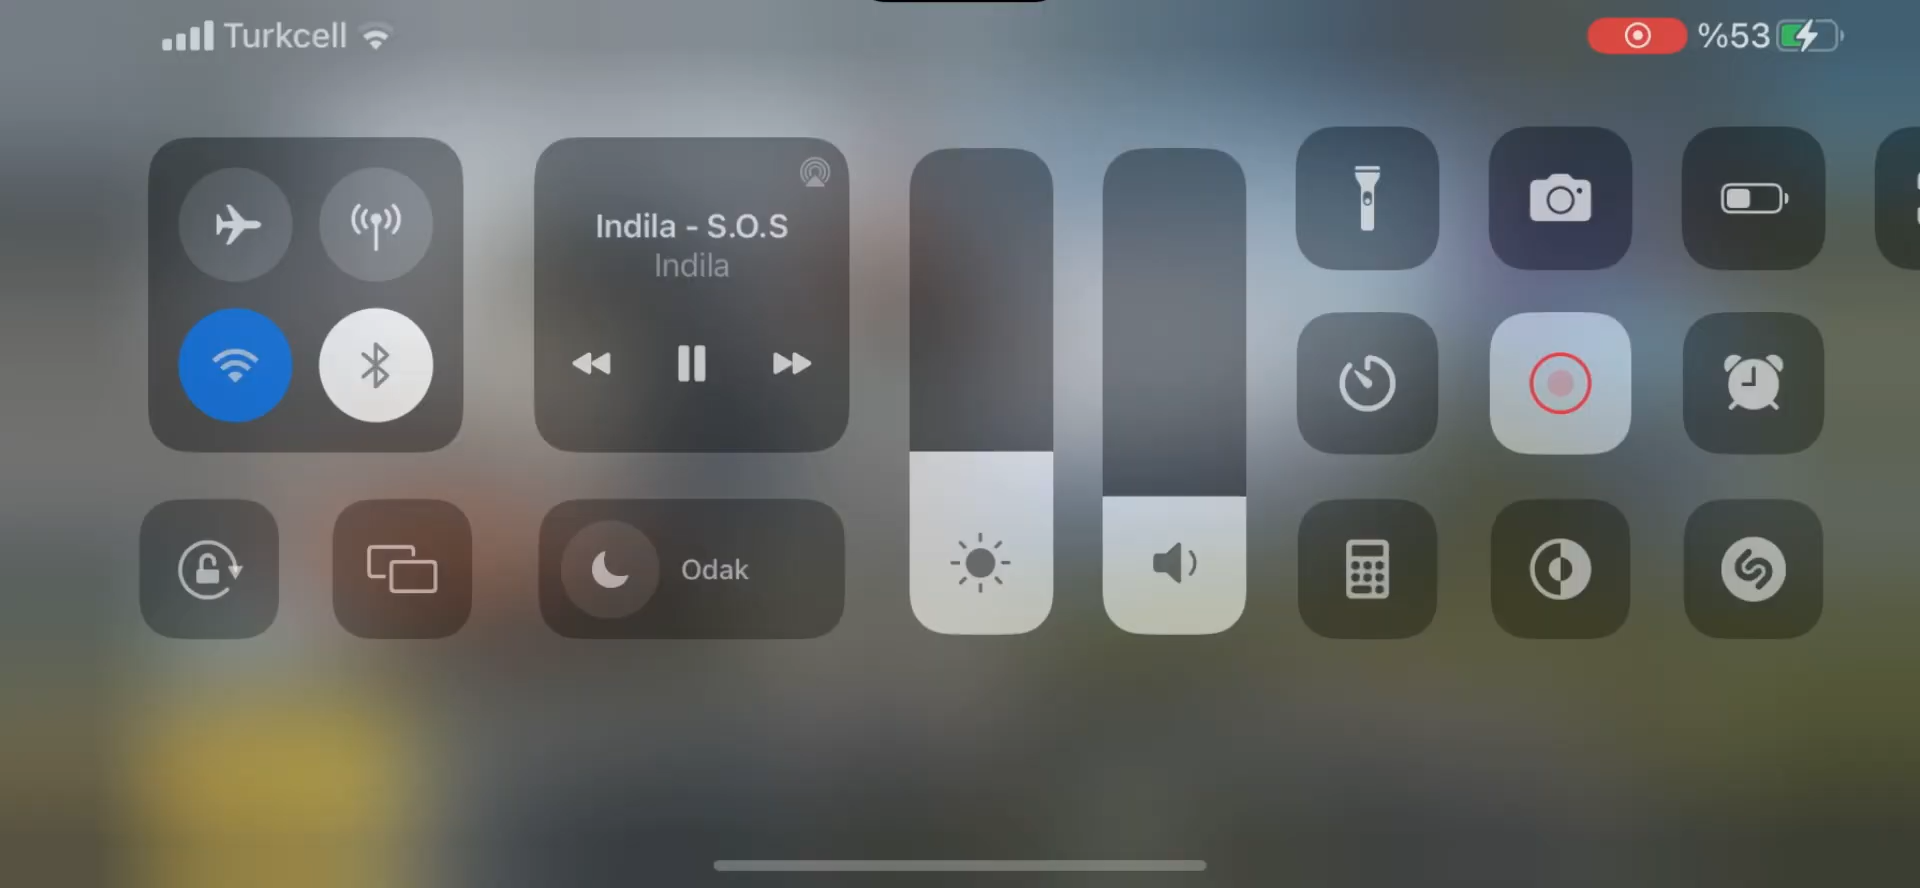 Turkcell
%53
Indila - S.O.S
Indila
Odak